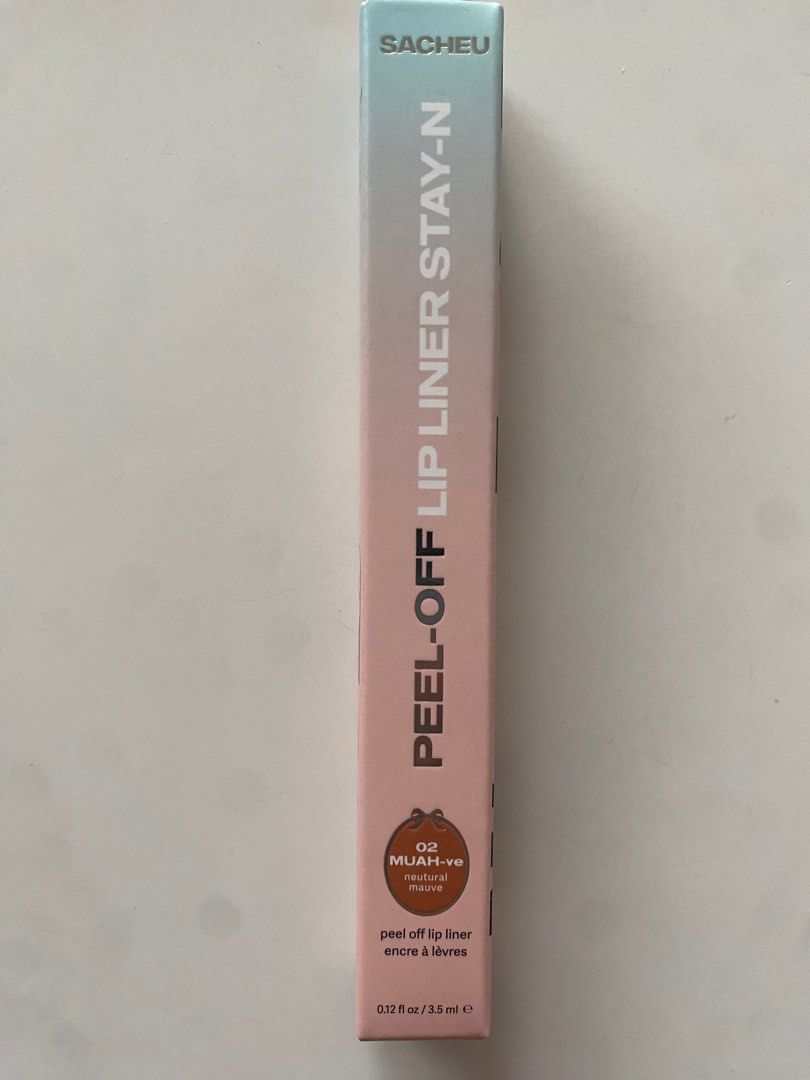 SACHEU
PEEL-OFF LIP LINER STAY-N
02
MUAH-ve
neutural
mauve
peel off lip liner
encre à lèvres
0.12 fl oz / 3.5 ml ℮